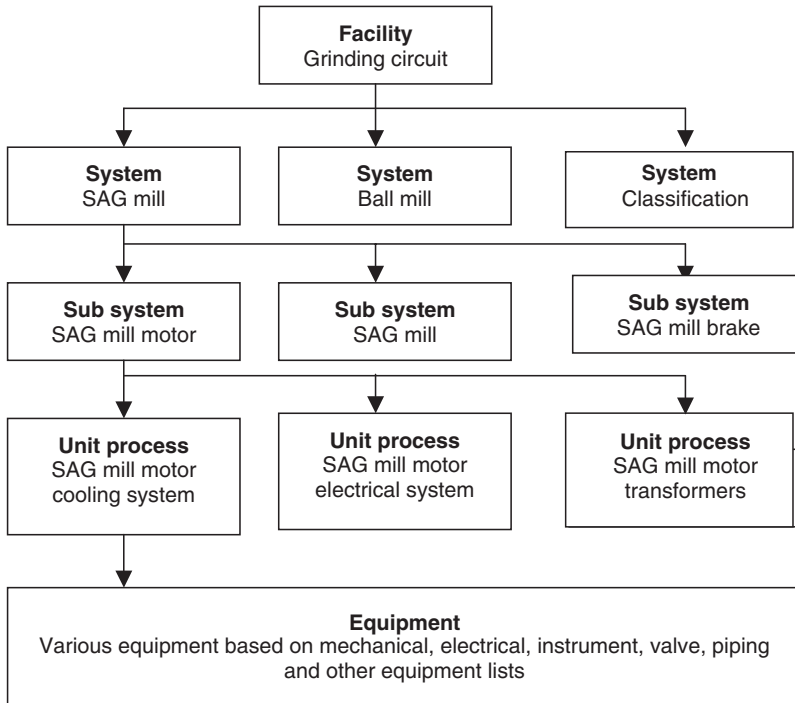 Facility
Grinding circuit
System
SAG mill
System
Ball mill
System
Classification
Sub system
SAG mill motor
Sub system
SAG mill
Sub system
SAG mill brake
Unit process
SAG mill motor
cooling system
Unit process
SAG mill motor
electrical system
Unit process
SAG mill motor
transformers
Equipment
Various equipment based on mechanical, electrical, instrument, valve, piping
and other equipment lists